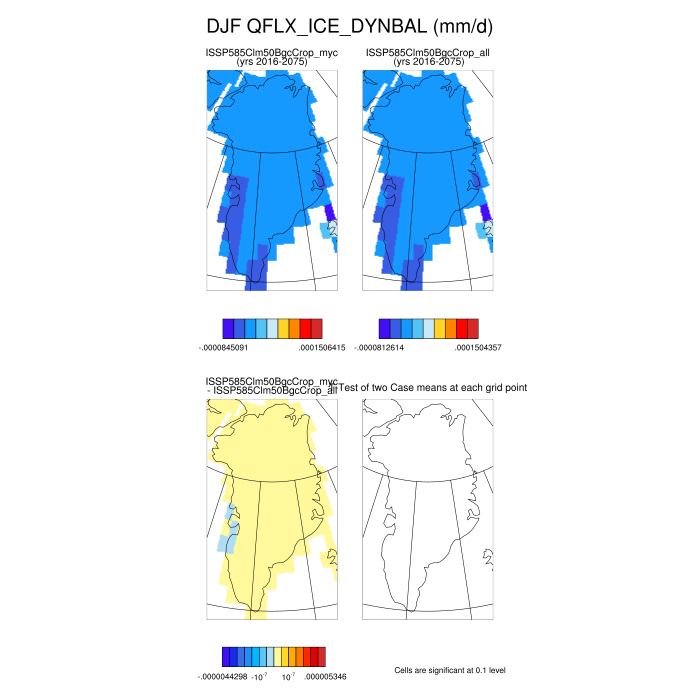 DJF QFLX_ICE_DYNBAL (mm/d)
ISSP585Clm50BgcCrop_myc
(yrs 2016-2075)
ISSP585Clm50BgcCrop_all
(yrs 2016-2075)
-.0000845091 .0001506415
-.0000812614 .0001504357
ISSP585Clm50BgcCrop_myc
- ISSP585Clm50BgcCrop_all
Test of two Case means at each grid point
-.0000044298 -10⁻⁷ 10⁻⁷ .000005346
Cells are significant at 0.1 level